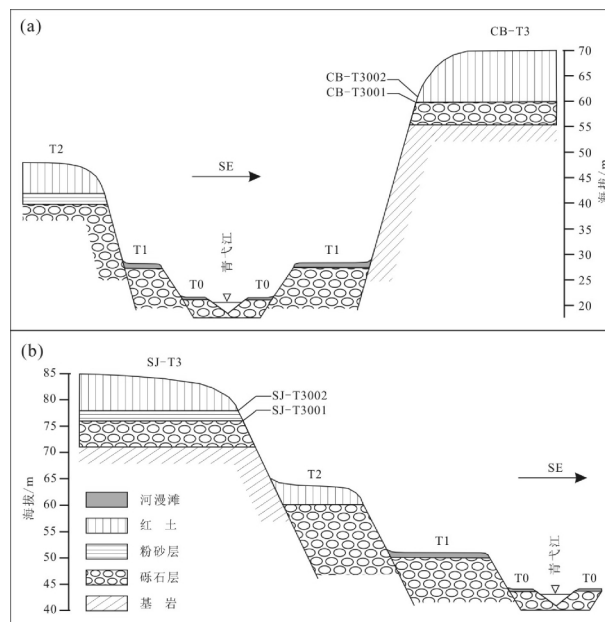 (a)
CB-T3
CB-T3002
CB-T3001
T2
SE
T1
T0
青弋江
T0
T1
70
65
60
55
50
45
40
35
30
25
20
海拔/m
(b)
SJ-T3
SJ-T3002
SJ-T3001
T2
SE
T1
T0
青弋江
T0
85
80
75
70
65
60
55
50
45
40
海拔/m
河漫滩
红土
粉砂层
砾石层
基岩